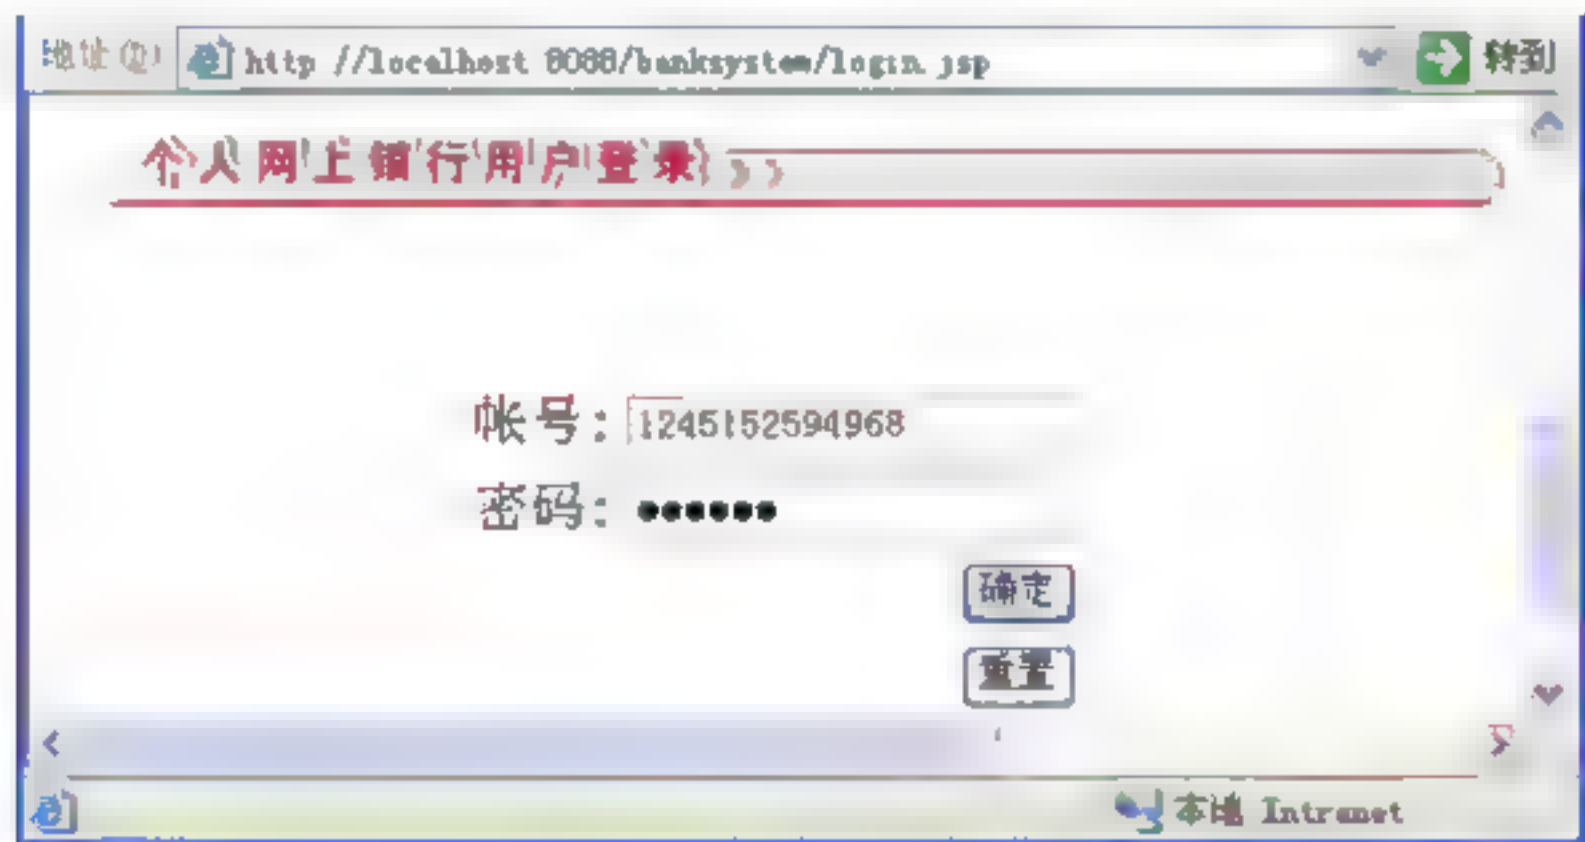 地址(D) http://localhost:8088/banksystem/login.jsp 转到
个人网上银行用户登录
帐号: 1245152594968
密码: ●●●●●●
确定
重置
本地 Intranet